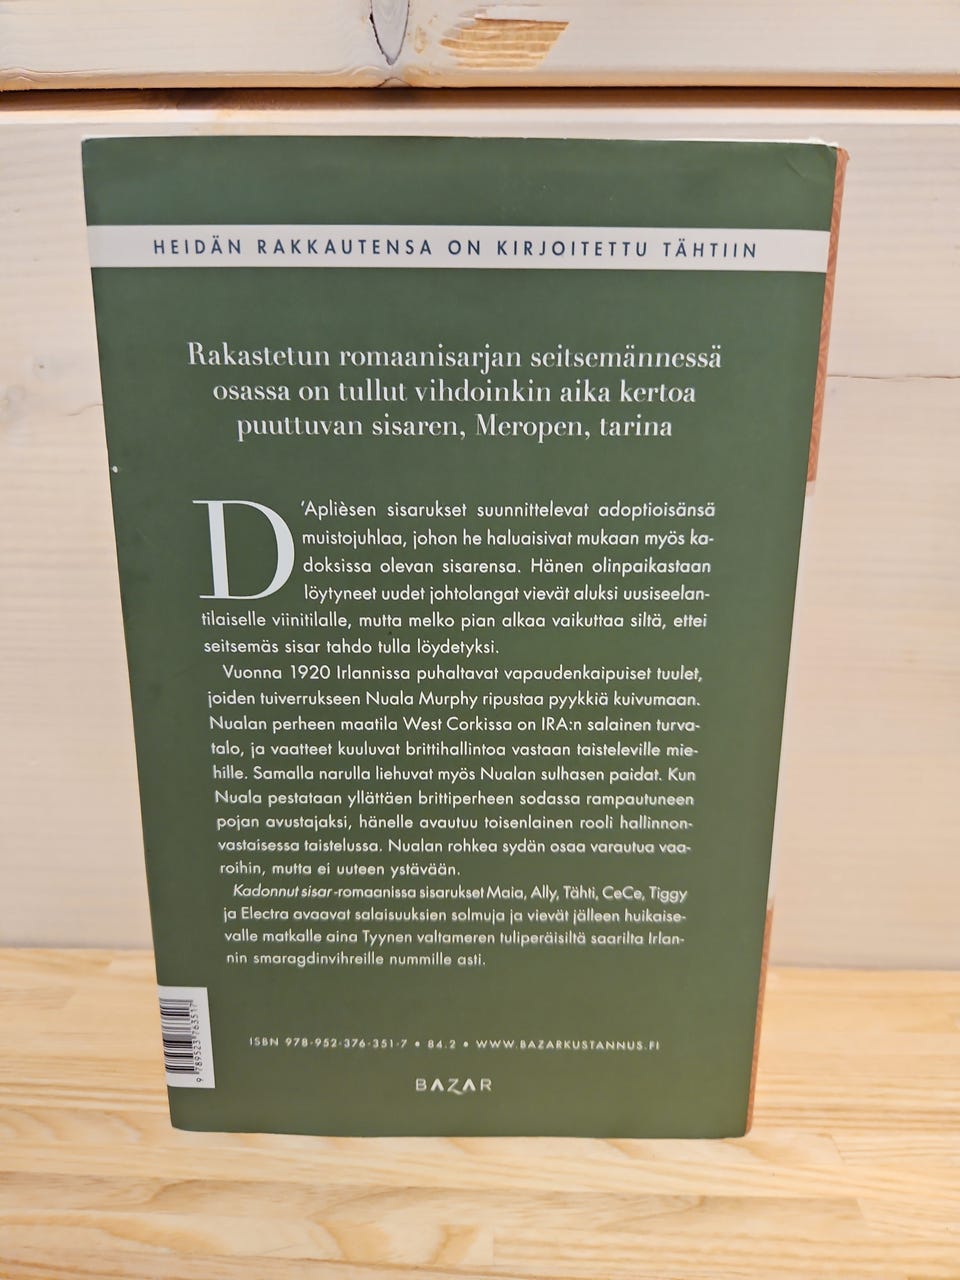 HEIDÄN RAKKAUTENSA ON KIRJOITETTU TÄHTIIN
Rakastetun romaanisarjan seitsemännessä
osassa on tullut vihdoinkin aika kertoa
puuttuvan sisaren, Meropen, tarina
D’Aplièsen sisarukset suunnittelevat adoptioisänsä
muistojuhlaa, johon he haluaisivat mukaan myös ka-
doksissa olevan sisarensa. Hänen olinpaikastaan
löytyneet uudet johtolangat vievät aluksi uusiseelan-
tilaiselle viinitilalle, mutta melko pian alkaa vaikuttaa siltä, ettei
seitsemäs sisar tahdo tulla löydetyksi.
Vuonna 1920 Irlannissa puhaltavat vapaudenkaipuiset tuulet,
joiden tuiverrukseen Nuala Murphy ripustaa pyykkiä kuivumaan.
Nualan perheen maatila West Corkissa on IRA:n salainen turva-
talo, ja vaatteet kuuluvat brittihallintoa vastaan taisteleville mie-
hille. Samalla narulla liehuvat myös Nualan sulhasen paidat. Kun
Nuala pestataan yllättäen brittiperheen sodassa rampautuneen
pojan avustajaksi, hänelle avautuu toisenlainen rooli hallinnon-
vastaisessa taistelussa. Nualan rohkea sydän osaa varautua vaa-
roihin, mutta ei uuteen ystävään.
Kadonnut sisar -romaanissa sisarukset Maia, Ally, Tähti, CeCe, Tiggy
ja Electra avaavat salaisuuksien solmuja ja vievät jälleen huikaise-
valle matkalle aina Tyynen valtameren tuliperäisiltä saarilta Irlan-
nin smaragdinvihreille nummille asti.
ISBN 978-952-376-351-7 • 84.2 • WWW.BAZARKUSTANNUS.FI
BAZAR
9 789523 763517